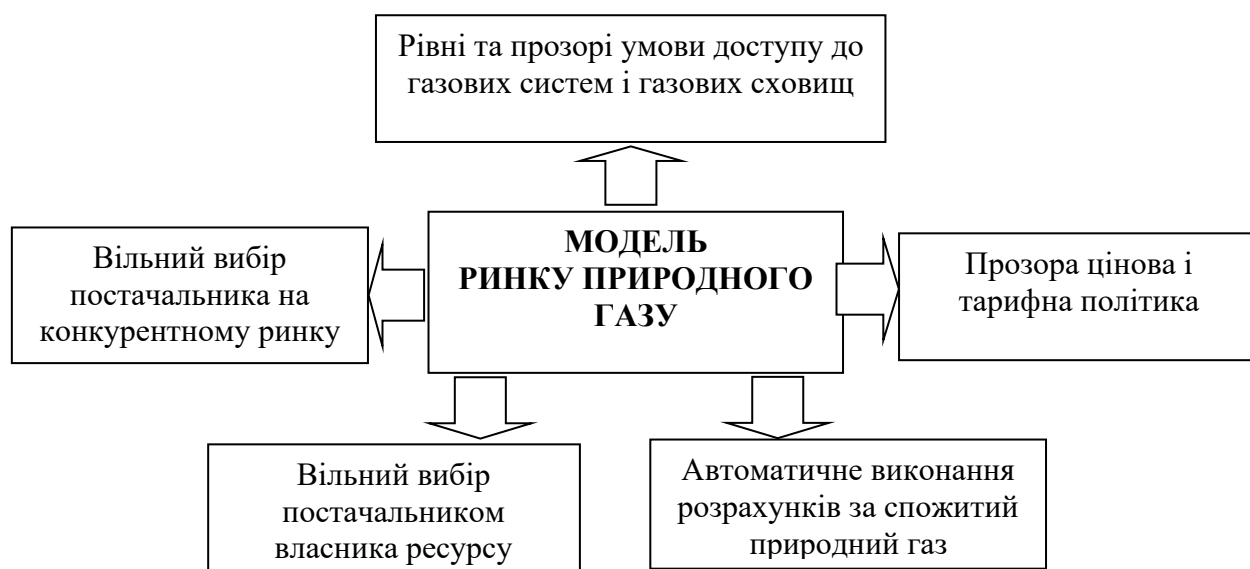 Рівні та прозорі умови доступу до
газових систем і газових сховищ
Вільний вибір
постачальника на
конкурентному ринку
МОДЕЛЬ
РИНКУ ПРИРОДНОГО
ГАЗУ
Прозора цінова і
тарифна політика
Вільний вибір
постачальником
власника ресурсу
Автоматичне виконання
розрахунків за спожитий
природний газ